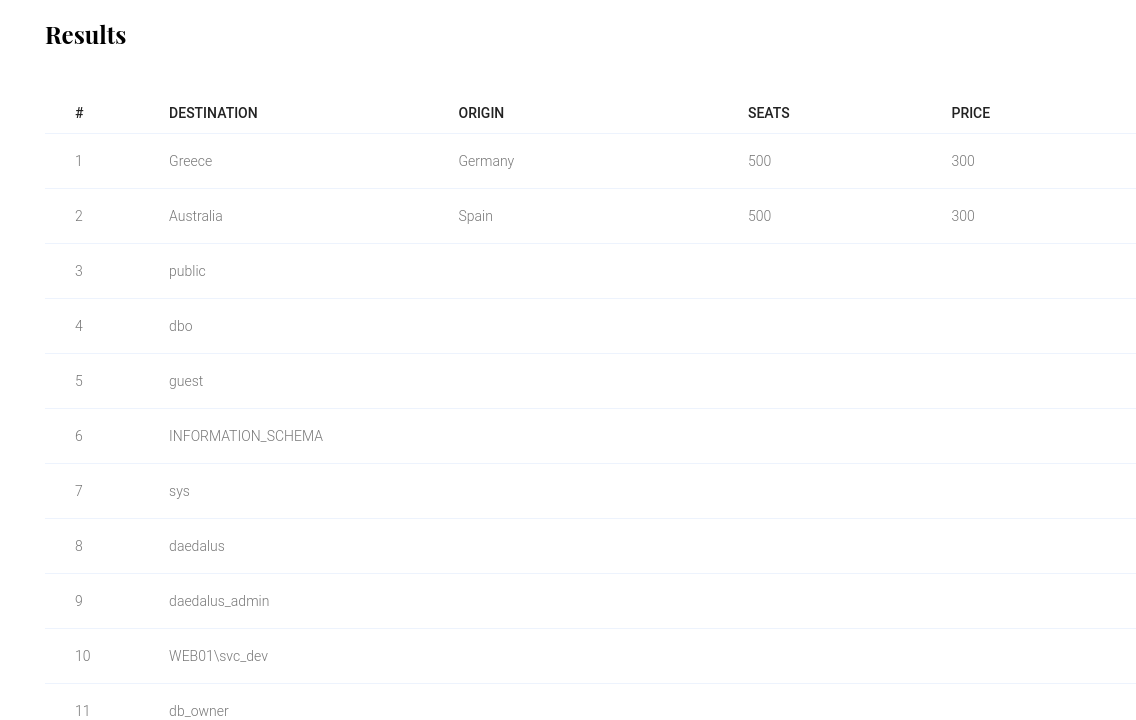 Results
# DESTINATION ORIGIN SEATS PRICE
1 Greece Germany 500 300
2 Australia Spain 500 300
3 public
4 dbo
5 guest
6 INFORMATION_SCHEMA
7 sys
8 daedalus
9 daedalus_admin
10 WEB01\svc_dev
11 db_owner